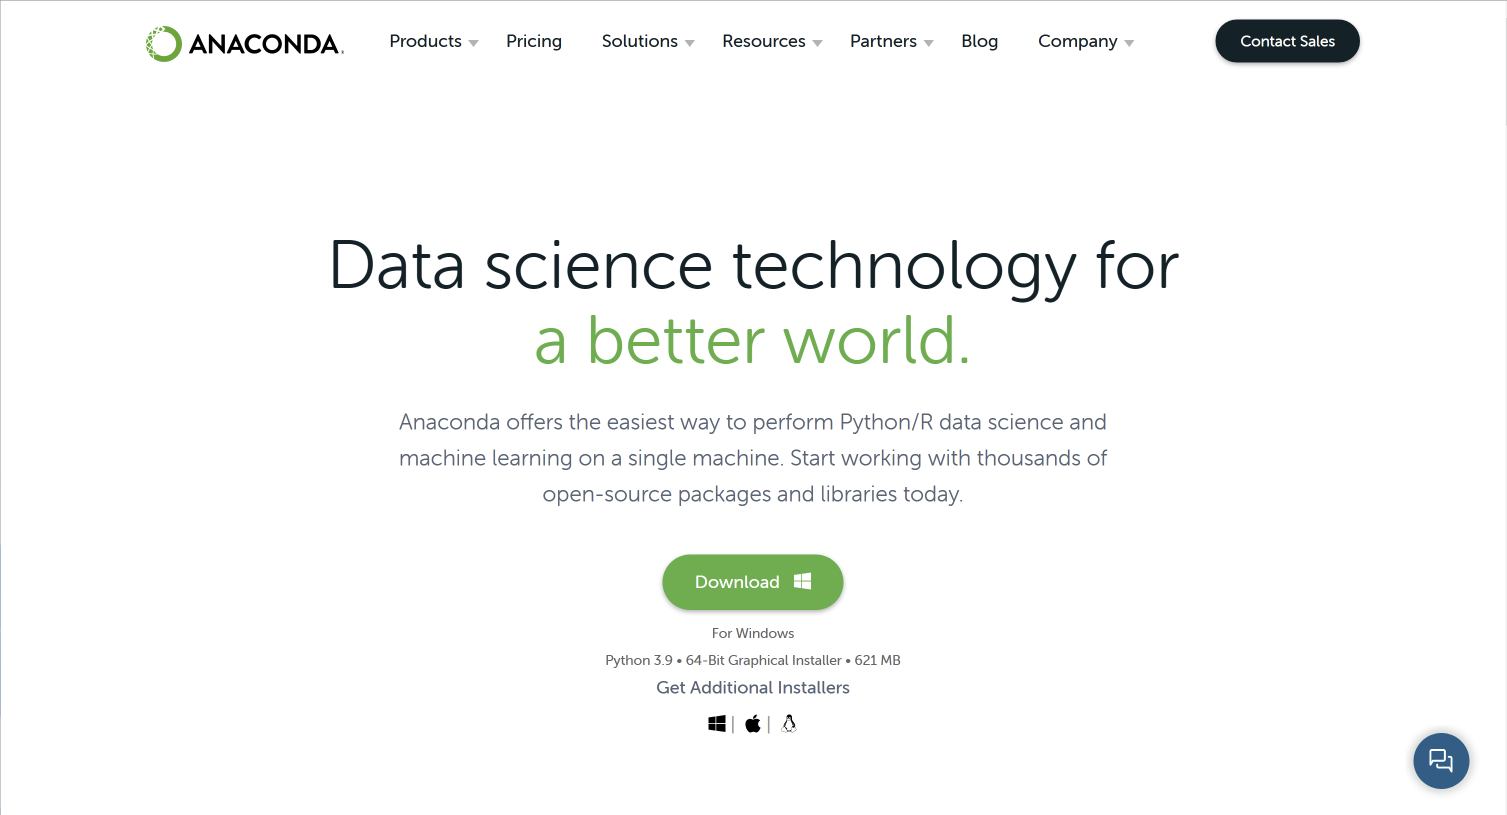 ANACONDA.
Products
Pricing
Solutions
Resources
Partners
Blog
Company
Contact Sales
Data science technology for
a better world.
Anaconda offers the easiest way to perform Python/R data science and
machine learning on a single machine. Start working with thousands of
open-source packages and libraries today.
Download
For Windows
Python 3.9 • 64-Bit Graphical Installer • 621 MB
Get Additional Installers
| |